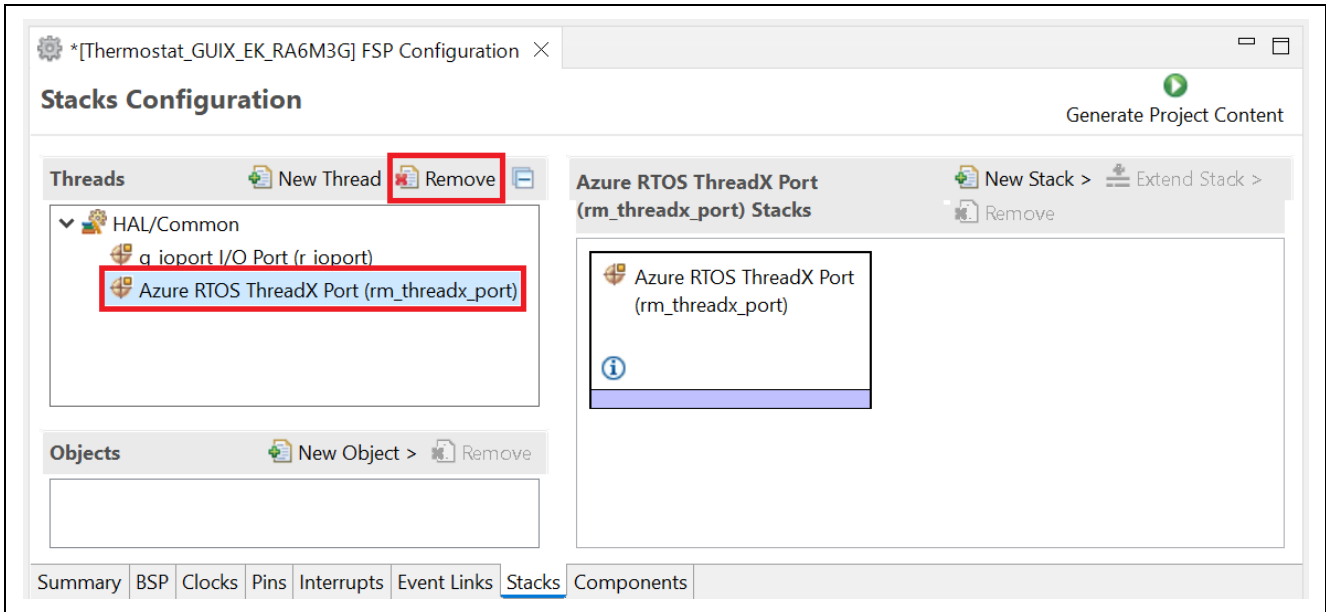 *[Thermostat_GUIX_EK_RA6M3G] FSP Configuration
Stacks Configuration
Generate Project Content
Threads
New Thread
Remove
HAL/Common
g_ioport I/O Port (r_ioport)
Azure RTOS ThreadX Port (rm_threadx_port)
Objects
New Object >
Remove
Azure RTOS ThreadX Port
(rm_threadx_port) Stacks
New Stack >
Extend Stack >
Remove
Azure RTOS ThreadX Port
(rm_threadx_port)
Summary BSP Clocks Pins Interrupts Event Links Stacks Components